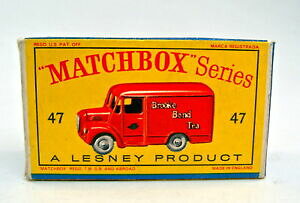 REGD. U.S. PAT. OFF. MARCA REGISTRADA
"MATCHBOX" Series
47 47
Brooke
Bond
Tea
A LESNEY PRODUCT
"MATCHBOX" REGD. T.M. G.B. AND ABROAD MADE IN ENGLAND